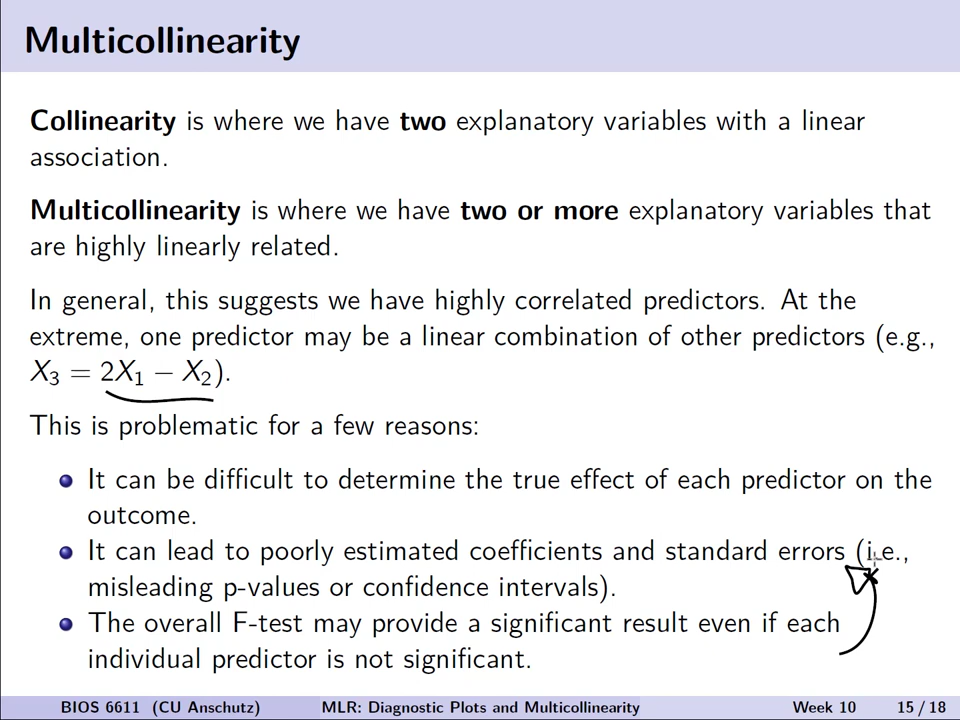 Multicollinearity
Collinearity is where we have two explanatory variables with a linear
association.
Multicollinearity is where we have two or more explanatory variables that
are highly linearly related.
In general, this suggests we have highly correlated predictors. At the
extreme, one predictor may be a linear combination of other predictors (e.g.,
X₃ = 2X₁ − X₂).
This is problematic for a few reasons:
It can be difficult to determine the true effect of each predictor on the
outcome.
It can lead to poorly estimated coefficients and standard errors (i.e.,
misleading p-values or confidence intervals).
The overall F-test may provide a significant result even if each
individual predictor is not significant.
BIOS 6611 (CU Anschutz) MLR: Diagnostic Plots and Multicollinearity Week 10 15 / 18